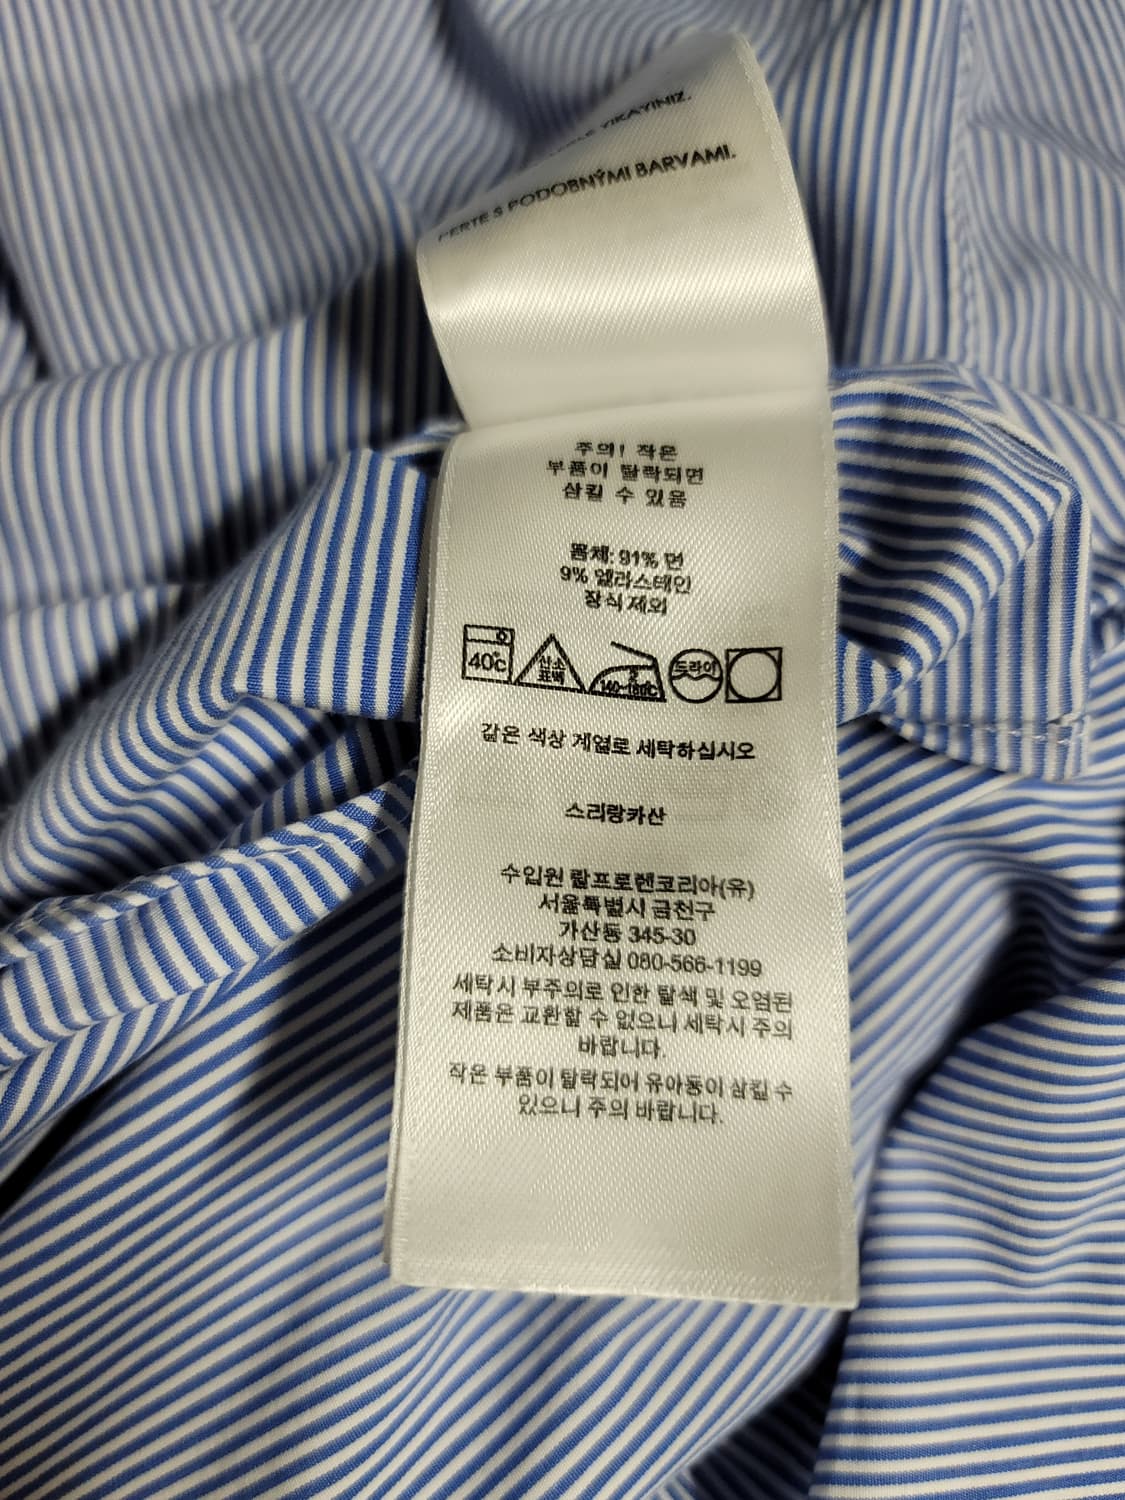 YIKAYINIZ.
PERTE S PODOBNÝMI BARVAMI.
주의! 작은
부품이 탈락되면
삼킬 수 있음
몸체: 91% 면
9% 엘라스테인
장식 제외
40°c
산소
표백
2
140~160°C
드라이
같은 색상 계열로 세탁하십시오
스리랑카산
수입원 랄프로렌코리아(유)
서울특별시 금천구
가산동 345-30
소비자상담실 080-566-1199
세탁시 부주의로 인한 탈색 및 오염된
제품은 교환할 수 없으니 세탁시 주의
바랍니다.
작은 부품이 탈락되어 유아동이 삼킬 수
있으니 주의 바랍니다.